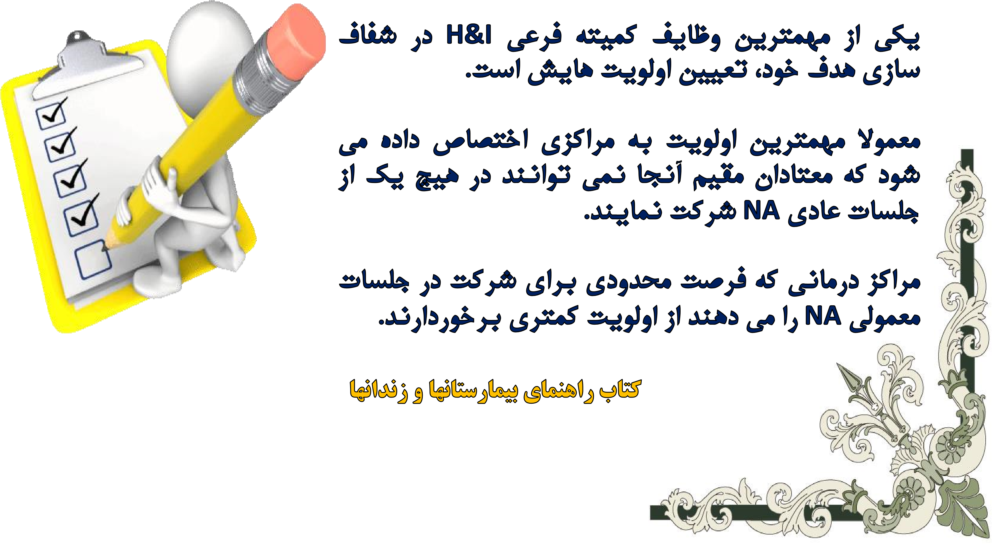 یکی از مهمترین وظایف کمیته فرعی H&I در شفاف
سازی هدف خود، تعیین اولویت هایش است.
معمولا مهمترین اولویت به مراکزی اختصاص داده می
شود که معتادان مقیم آنجا نمی توانند در هیچ یک از
جلسات عادی NA شرکت نمایند.
مراکز درمانی که فرصت محدودی برای شرکت در جلسات
معمولی NA را می دهند از اولویت کمتری برخوردارند.
کتاب راهنمای بیمارستانها و زندانها